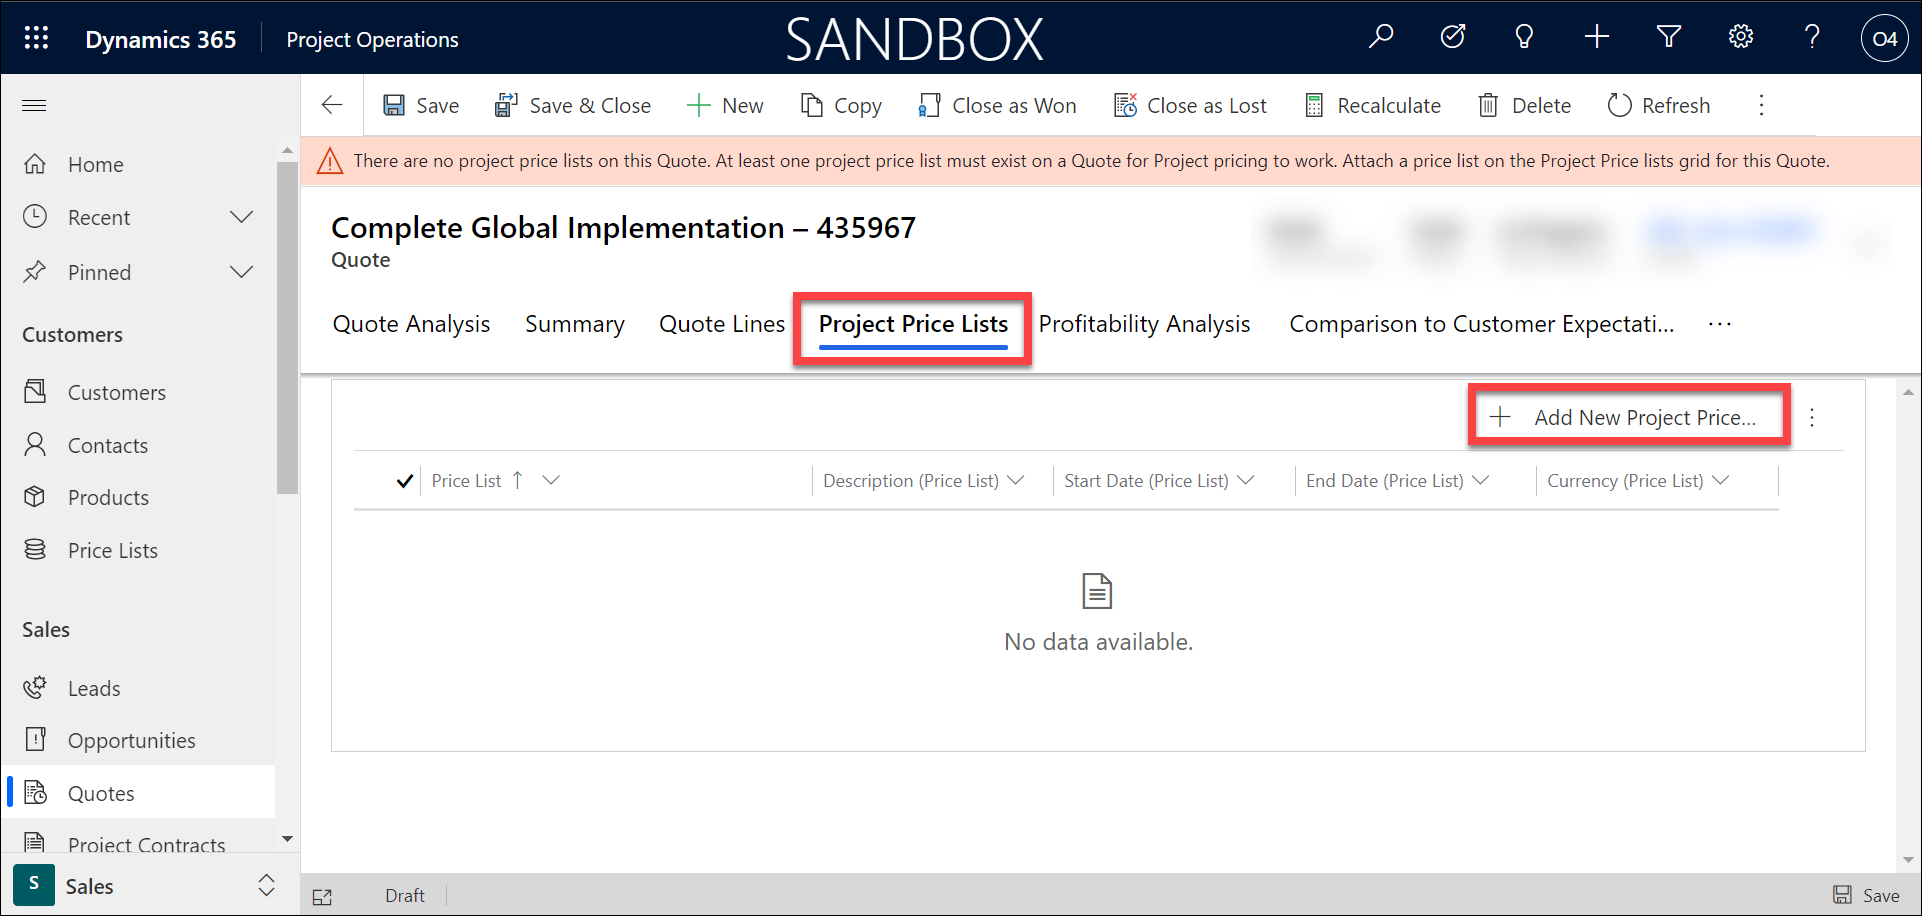 Dynamics 365
Project Operations
SANDBOX
O4
Save
Save & Close
New
Copy
Close as Won
Close as Lost
Recalculate
Delete
Refresh
There are no project price lists on this Quote. At least one project price list must exist on a Quote for Project pricing to work. Attach a price list on the Project Price lists grid for this Quote.
Home
Recent
Pinned
Customers
Customers
Contacts
Products
Price Lists
Sales
Leads
Opportunities
Quotes
Project Contracts
S
Sales
Complete Global Implementation – 435967
Quote
Quote Analysis
Summary
Quote Lines
Project Price Lists
Profitability Analysis
Comparison to Customer Expectati...
Add New Project Price...
Price List
Description (Price List)
Start Date (Price List)
End Date (Price List)
Currency (Price List)
No data available.
Draft
Save